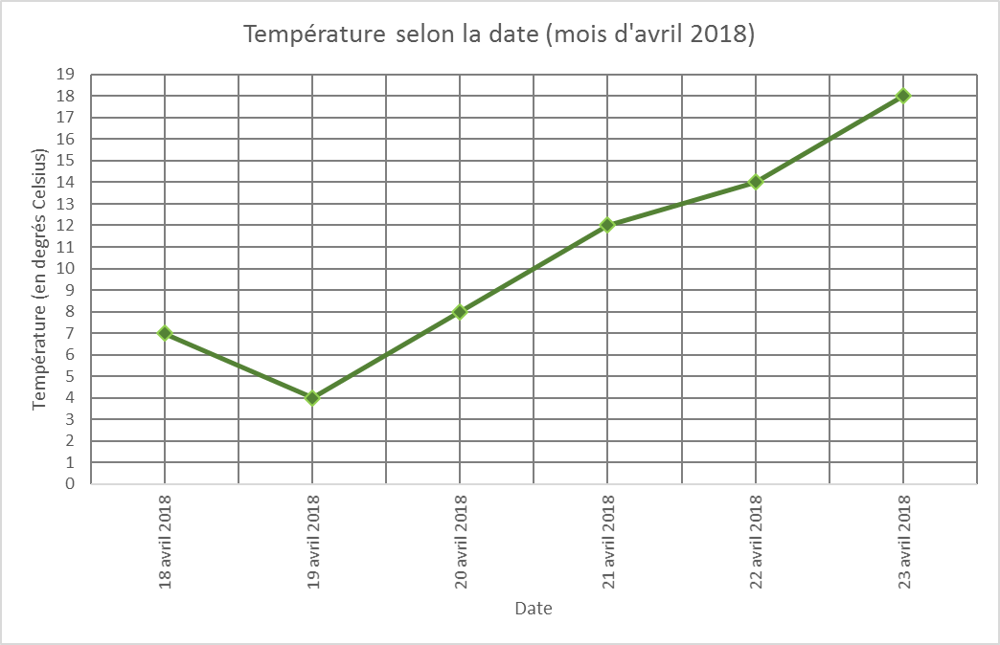 Température selon la date (mois d'avril 2018)
Température (en degrés Celsius)
19
18
17
16
15
14
13
12
11
10
9
8
7
6
5
4
3
2
1
0
18 avril 2018
19 avril 2018
20 avril 2018
21 avril 2018
22 avril 2018
23 avril 2018
Date